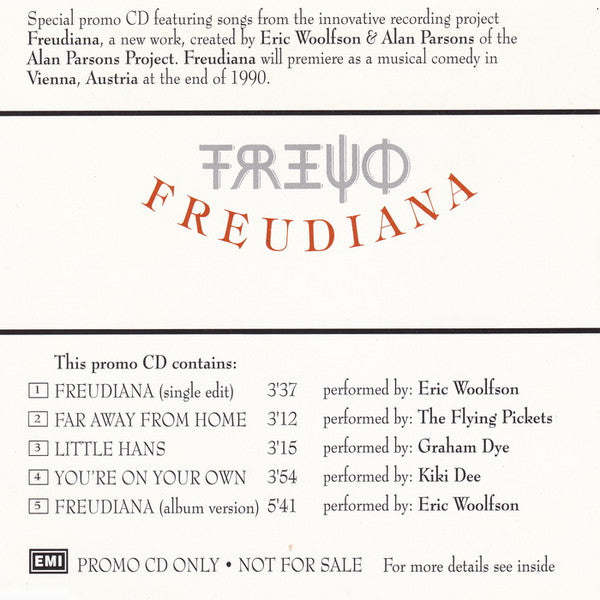 Special promo CD featuring songs from the innovative recording project
Freudiana, a new work, created by Eric Woolfson & Alan Parsons of the
Alan Parsons Project. Freudiana will premiere as a musical comedy in
Vienna, Austria at the end of 1990.
FREUD
FREUDIANA
This promo CD contains:
1 FREUDIANA (single edit) 3'37 performed by: Eric Woolfson
2 FAR AWAY FROM HOME 3'12 performed by: The Flying Pickets
3 LITTLE HANS 3'15 performed by: Graham Dye
4 YOU'RE ON YOUR OWN 3'54 performed by: Kiki Dee
5 FREUDIANA (album version) 5'41 performed by: Eric Woolfson
EMI PROMO CD ONLY • NOT FOR SALE For more details see inside